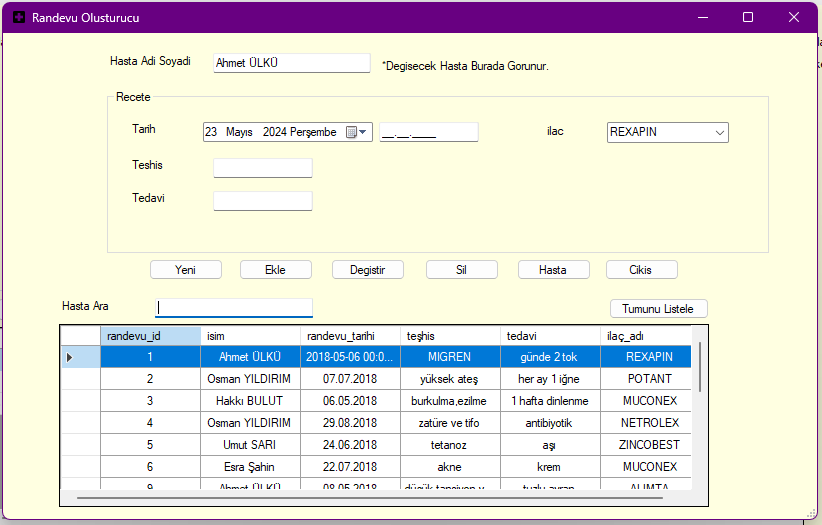 Randevu Olusturucu
Hasta Adi Soyadi Ahmet ÜLKÜ *Degisecek Hasta Burada Gorunur.
Recete
Tarih 23 Mayıs 2024 Perşembe __.__.____ ilac REXAPIN
Teshis
Tedavi
Yeni Ekle Degistir Sil Hasta Cikis
Hasta Ara Tumunu Listele
randevu_id isim randevu_tarihi teşhis tedavi ilaç_adı
1 Ahmet ÜLKÜ 2018-05-06 00:0... MIGREN günde 2 tok REXAPIN
2 Osman YILDIRIM 07.07.2018 yüksek ateş her ay 1 iğne POTANT
3 Hakkı BULUT 06.05.2018 burkulma,ezilme 1 hafta dinlenme MUCONEX
4 Osman YILDIRIM 29.08.2018 zatüre ve tifo antibiyotik NETROLEX
5 Umut SARI 24.06.2018 tetanoz aşı ZINCOBEST
6 Esra Şahin 22.07.2018 akne krem MUCONEX
9 Ahmet ÜLKÜ 08.05.2018 düşük tansiyon tuzlu ayran ALIMTA